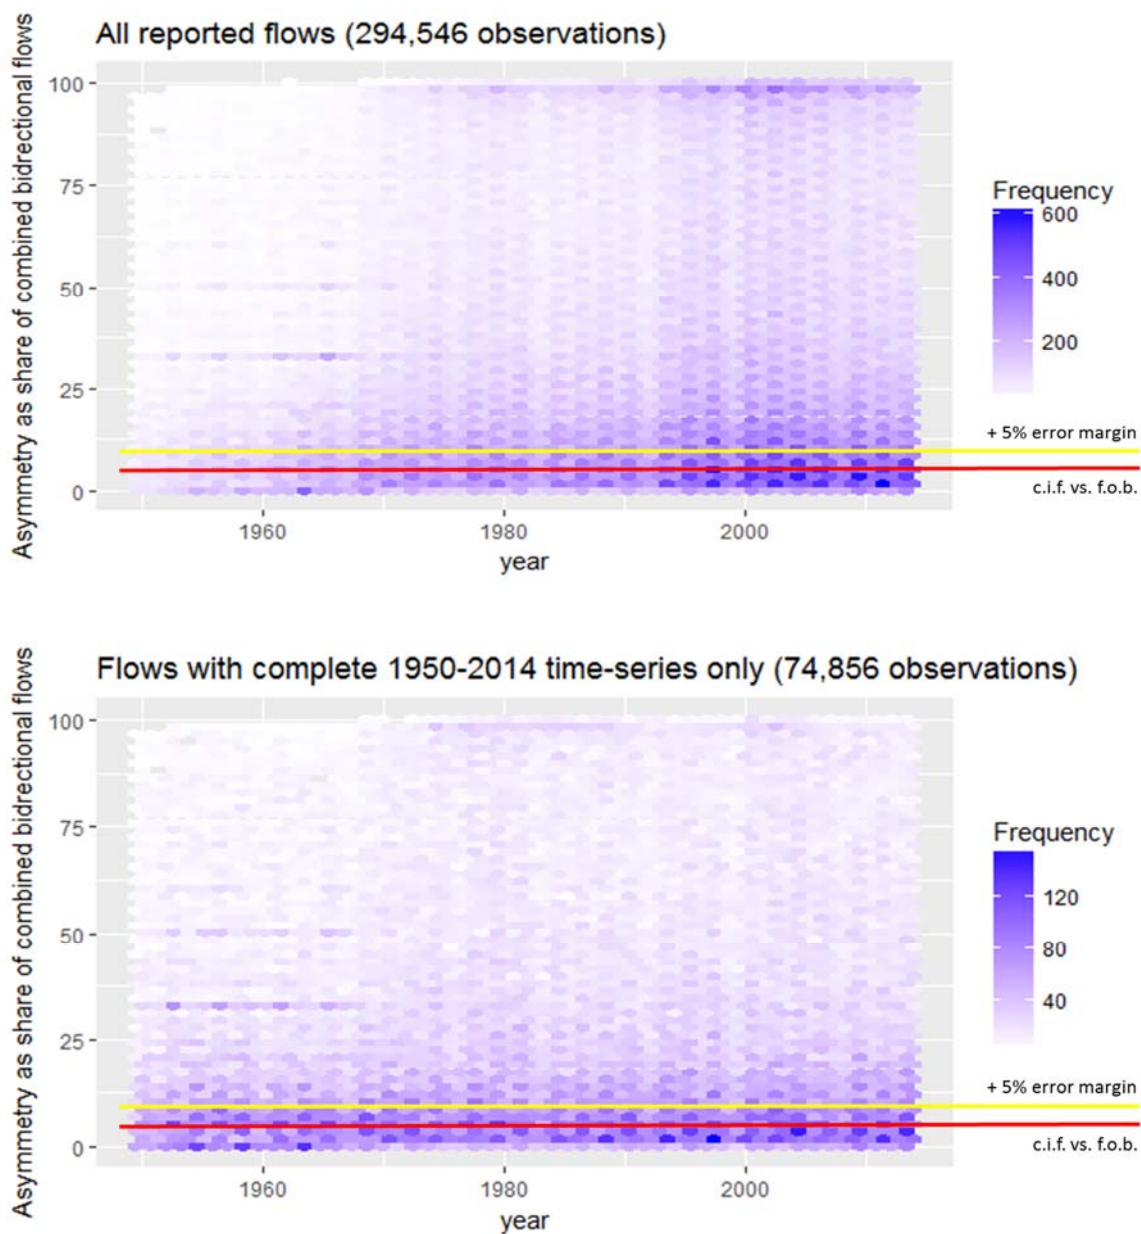 All reported flows (294,546 observations)
Asymmetry as share of combined bidrectional flows
100
75
50
25
0
1960
1980
2000
year
Frequency
600
400
200
+ 5% error margin
c.i.f. vs. f.o.b.
Flows with complete 1950-2014 time-series only (74,856 observations)
Asymmetry as share of combined bidrectional flows
100
75
50
25
0
1960
1980
2000
year
Frequency
120
80
40
+ 5% error margin
c.i.f. vs. f.o.b.